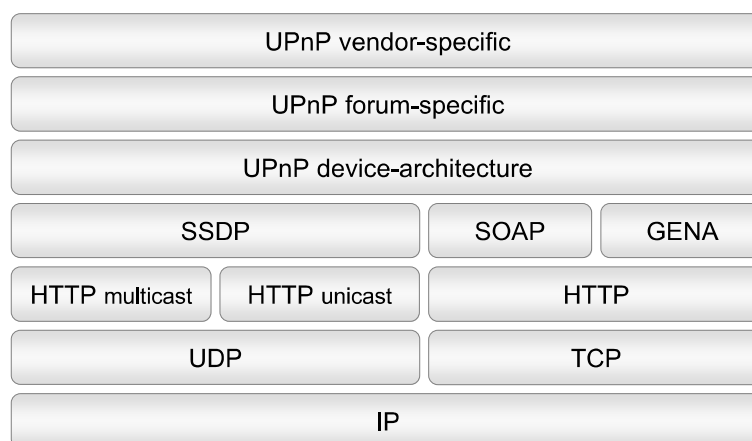 UPnP vendor-specific
UPnP forum-specific
UPnP device-architecture
SSDP SOAP GENA
HTTP multicast HTTP unicast HTTP
UDP TCP
IP